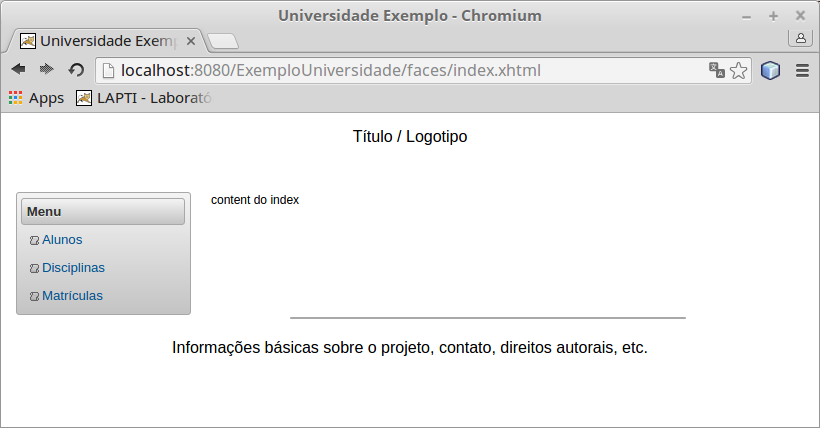 Universidade Exemplo - Chromium
Universidade Exemp
localhost:8080/ExemploUniversidade/faces/index.xhtml
Apps LAPTI - Laborató
Título / Logotipo
content do index
Menu
Alunos
Disciplinas
Matrículas
Informações básicas sobre o projeto, contato, direitos autorais, etc.